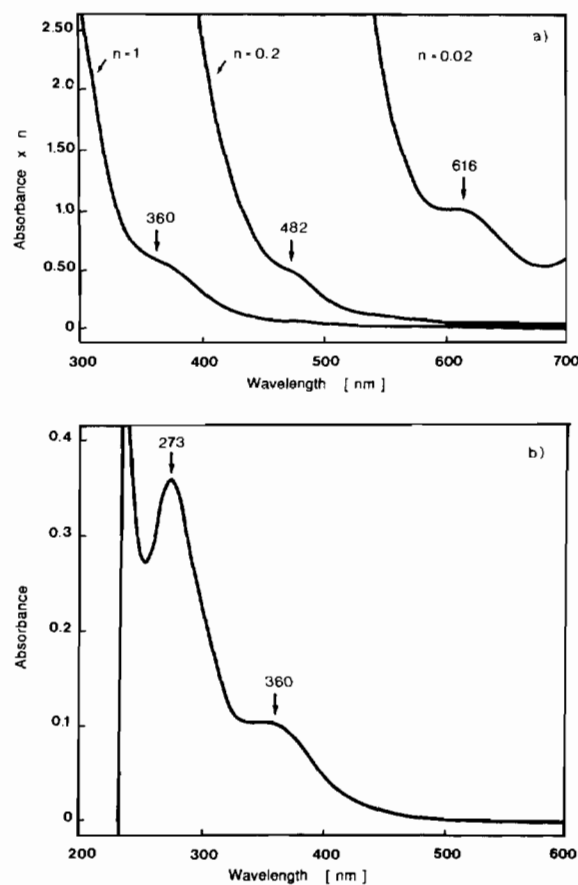 a)
n=1
n=0.2
n=0.02
2.50
2.0
1.50
1.0
0.50
0
Absorbance x n
360
482
616
300
400
500
600
700
Wavelength [ nm ]
b)
0.4
0.3
0.2
0.1
0
Absorbance
273
360
200
300
400
500
600
Wavelength [ nm ]